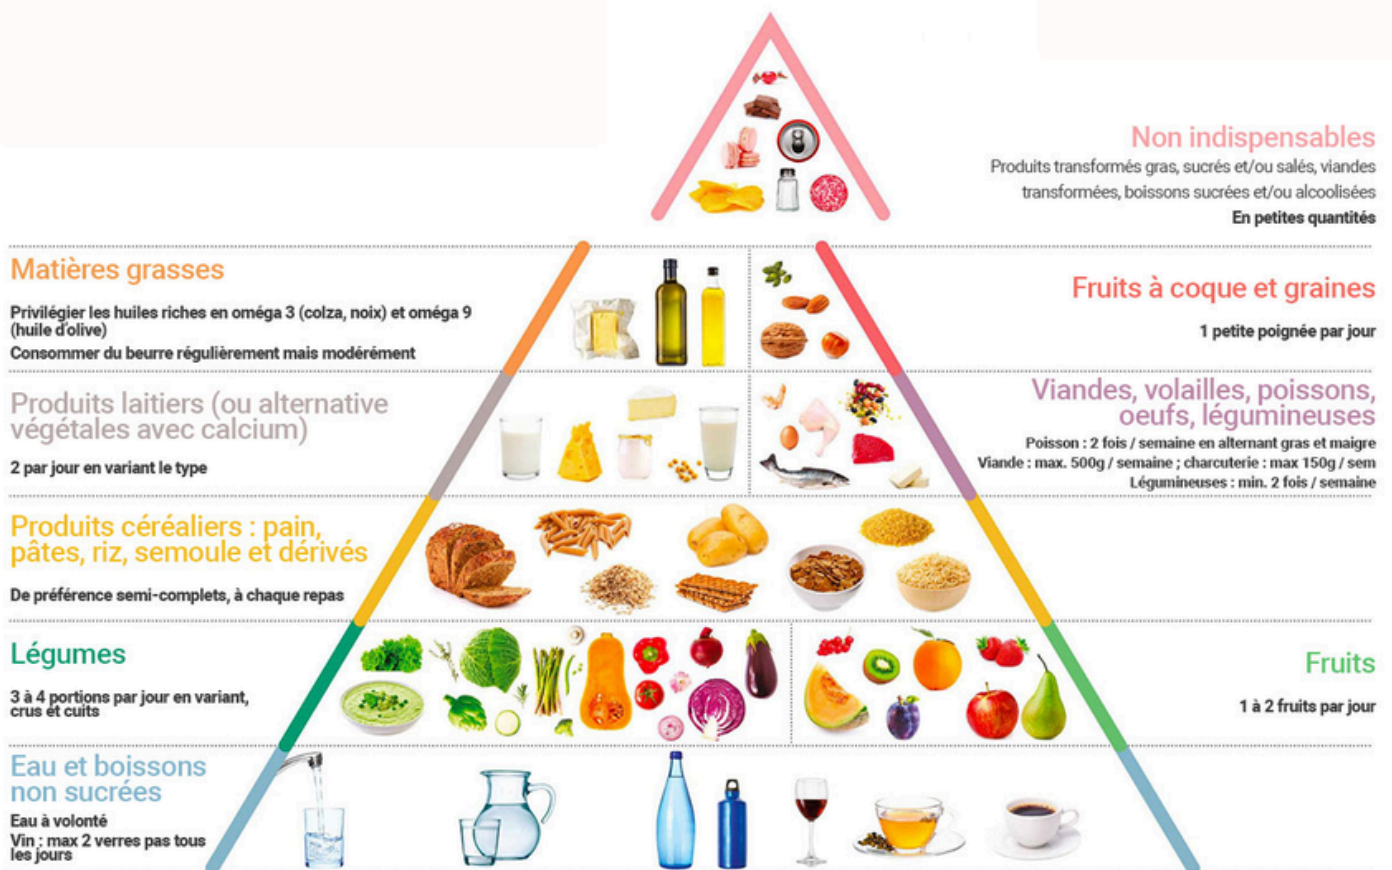 Non indispensables
Produits transformés gras, sucrés et/ou salés, viandes
transformées, boissons sucrées et/ou alcoolisées
En petites quantités
Matières grasses
Privilégier les huiles riches en oméga 3 (colza, noix) et oméga 9
(huile d'olive)
Consommer du beurre régulièrement mais modérément
Fruits à coque et graines
1 petite poignée par jour
Produits laitiers (ou alternative
végétales avec calcium)
2 par jour en variant le type
Viandes, volailles, poissons,
oeufs, légumineuses
Poisson : 2 fois / semaine en alternant gras et maigre
Viande : max. 500g / semaine ; charcuterie : max 150g / sem
Légumineuses : min. 2 fois / semaine
Produits céréaliers : pain,
pâtes, riz, semoule et dérivés
De préférence semi-complets, à chaque repas
Légumes
3 à 4 portions par jour en variant,
crus et cuits
Fruits
1 à 2 fruits par jour
Eau et boissons
non sucrées
Eau à volonté
Vin : max 2 verres pas tous
les jours